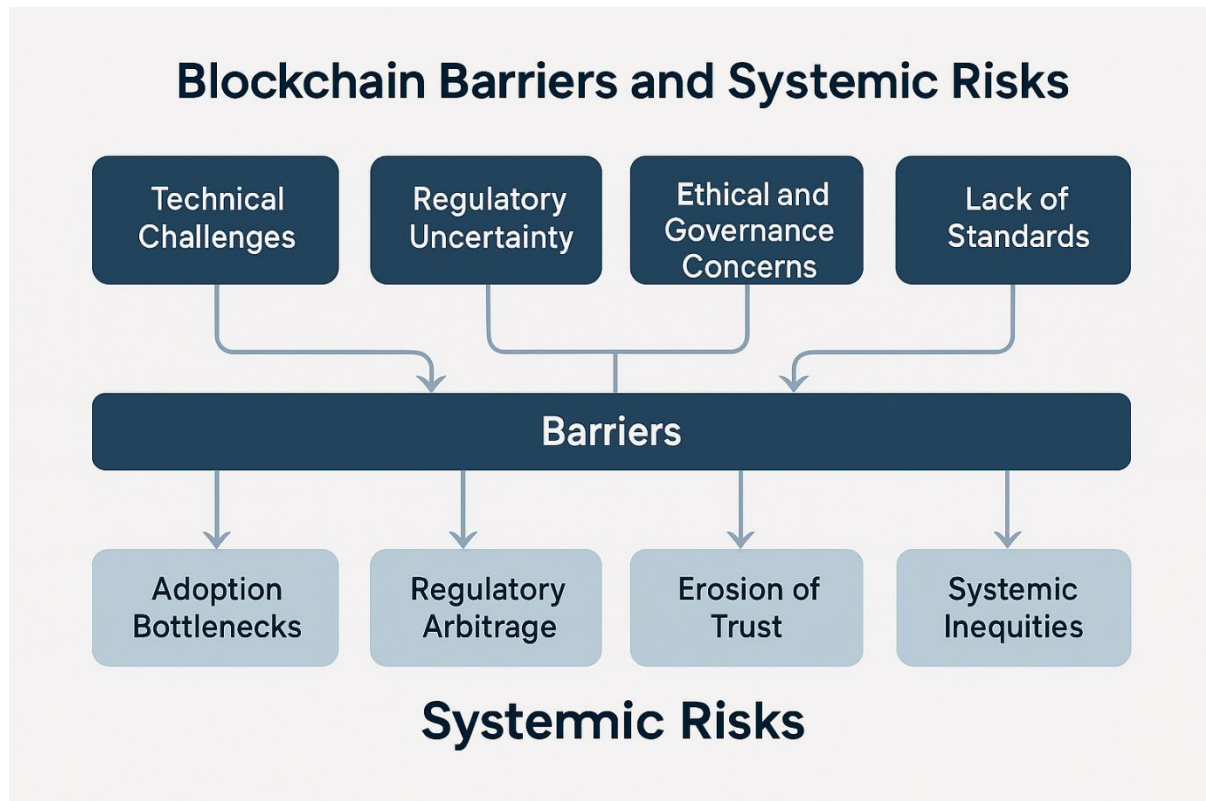 Blockchain Barriers and Systemic Risks
Technical
Challenges
Regulatory
Uncertainty
Ethical and
Governance
Concerns
Lack of
Standards
Barriers
Adoption
Bottlenecks
Regulatory
Arbitrage
Erosion of
Trust
Systemic
Inequities
Systemmic Risks